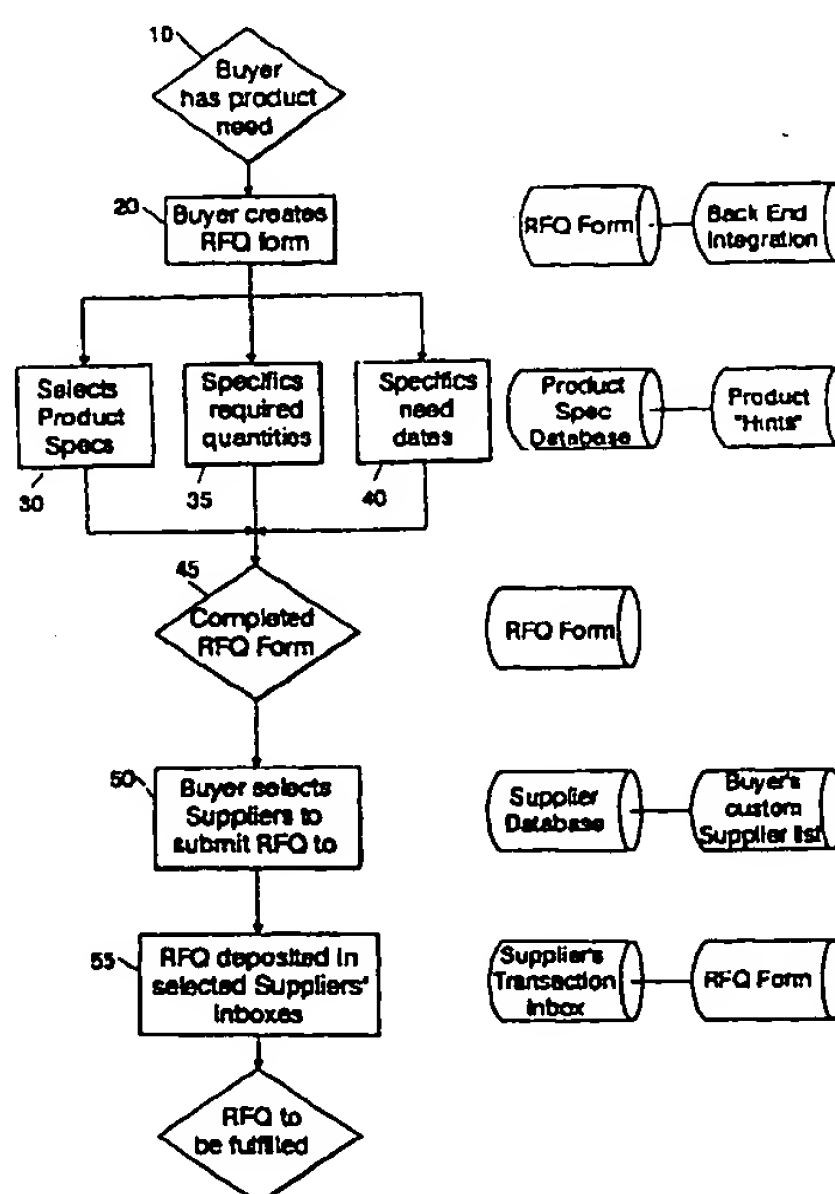 10
Buyer
has product
need
20
Buyer creates
RFQ form
RFQ Form
Back End
Integration
Selects
Product
Specs
30
Specifics
required
quantities
35
Specifics
need
dates
40
Product
Spec
Database
Product
"Hints"
45
Completed
RFQ Form
RFQ Form
50
Buyer selects
Suppliers to
submit RFQ to
Supplier
Database
Buyer's
custom
Supplier list
55
RFQ deposited in
selected Suppliers'
inboxes
Supplier's
Transaction
Inbox
RFQ Form
RFQ to
be fulfilled